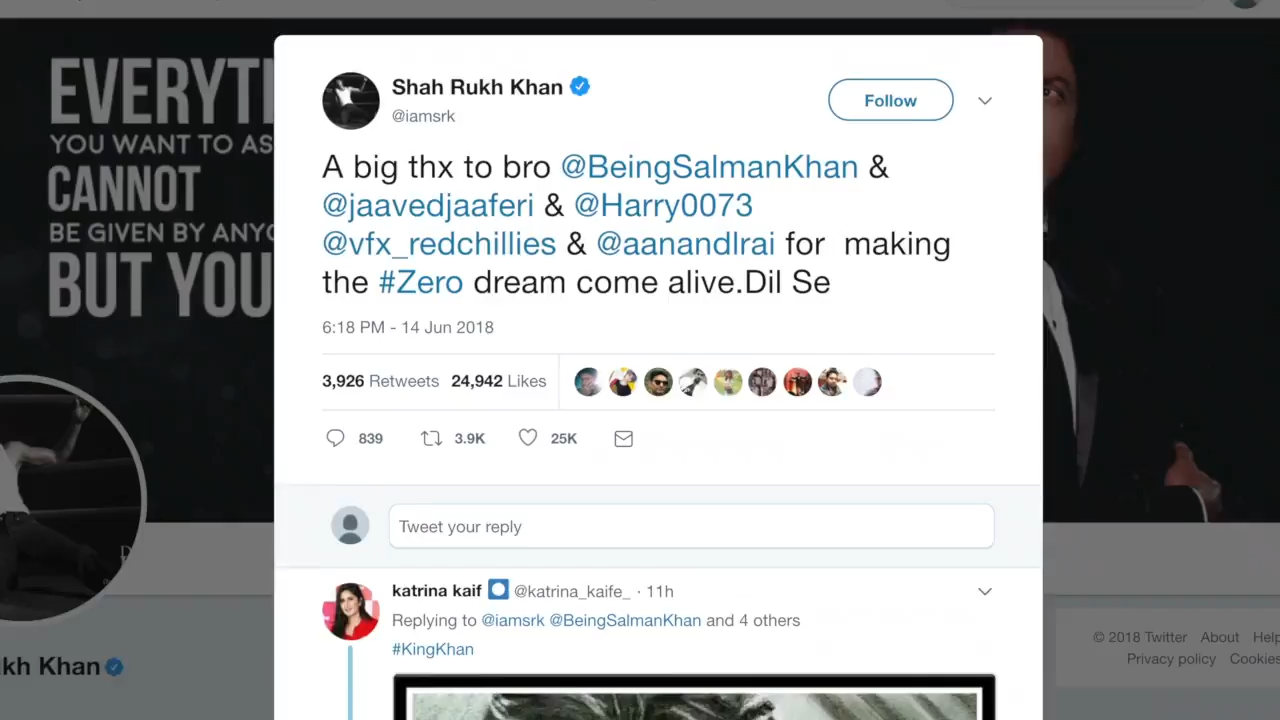 EVERYT
YOU WANT TO AS
CANNOT
BE GIVEN BY ANYO
BUT YOU
Shah Rukh Khan
@iamsrk
Follow
A big thx to bro @BeingSalmanKhan &
@jaavedjaaferi & @Harry0073
@vfx_redchillies & @aanandlrai for  making
the #Zero dream come alive.Dil Se
6:18 PM - 14 Jun 2018
3,926 Retweets 24,942 Likes
839 3.9K 25K
Tweet your reply
katrina kaif @katrina_kaife_ · 11h
Replying to @iamsrk @BeingSalmanKhan and 4 others
#KingKhan
kh Khan
© 2018 Twitter About Help
Privacy policy Cookies